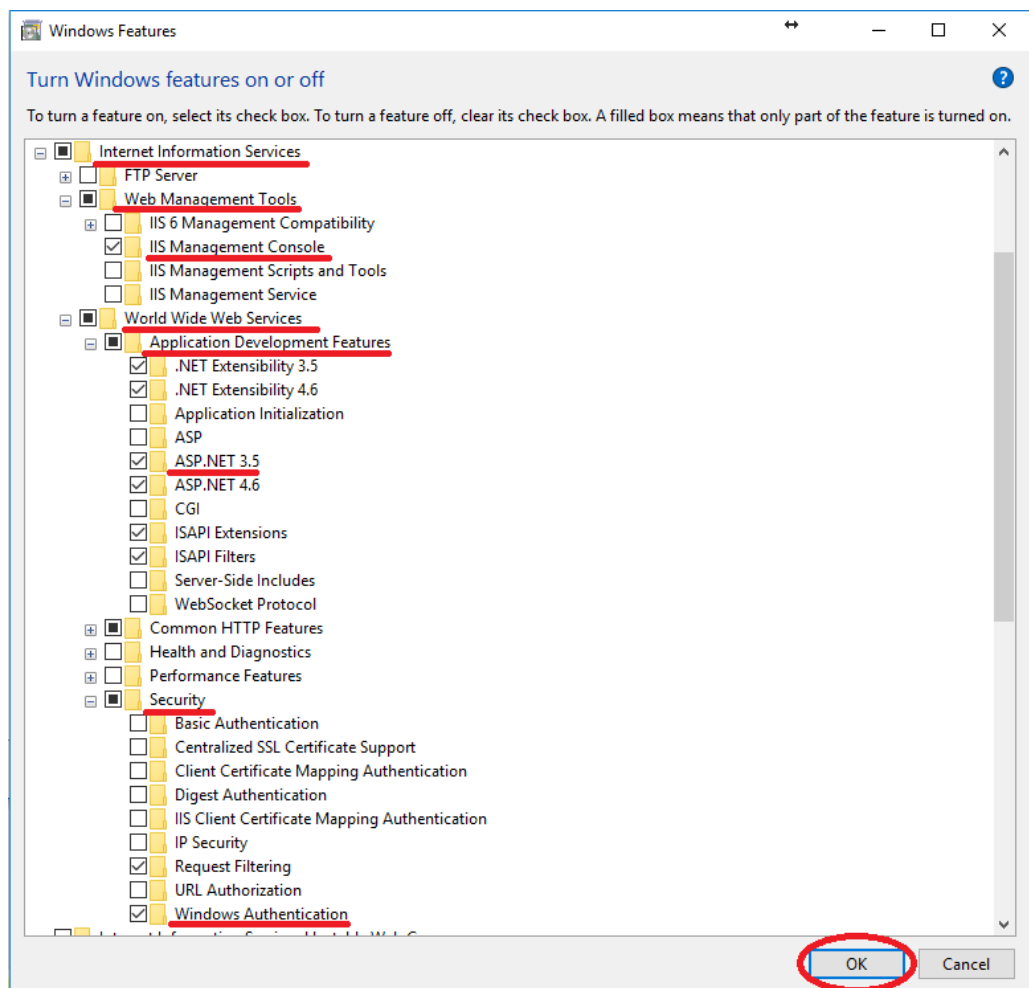 Windows Features
Turn Windows features on or off
To turn a feature on, select its check box. To turn a feature off, clear its check box. A filled box means that only part of the feature is turned on.
Internet Information Services
FTP Server
Web Management Tools
IIS 6 Management Compatibility
IIS Management Console
IIS Management Scripts and Tools
IIS Management Service
World Wide Web Services
Application Development Features
.NET Extensibility 3.5
.NET Extensibility 4.6
Application Initialization
ASP
ASP.NET 3.5
ASP.NET 4.6
CGI
ISAPI Extensions
ISAPI Filters
Server-Side Includes
WebSocket Protocol
Common HTTP Features
Health and Diagnostics
Performance Features
Security
Basic Authentication
Centralized SSL Certificate Support
Client Certificate Mapping Authentication
Digest Authentication
IIS Client Certificate Mapping Authentication
IP Security
Request Filtering
URL Authorization
Windows Authentication
OK Cancel